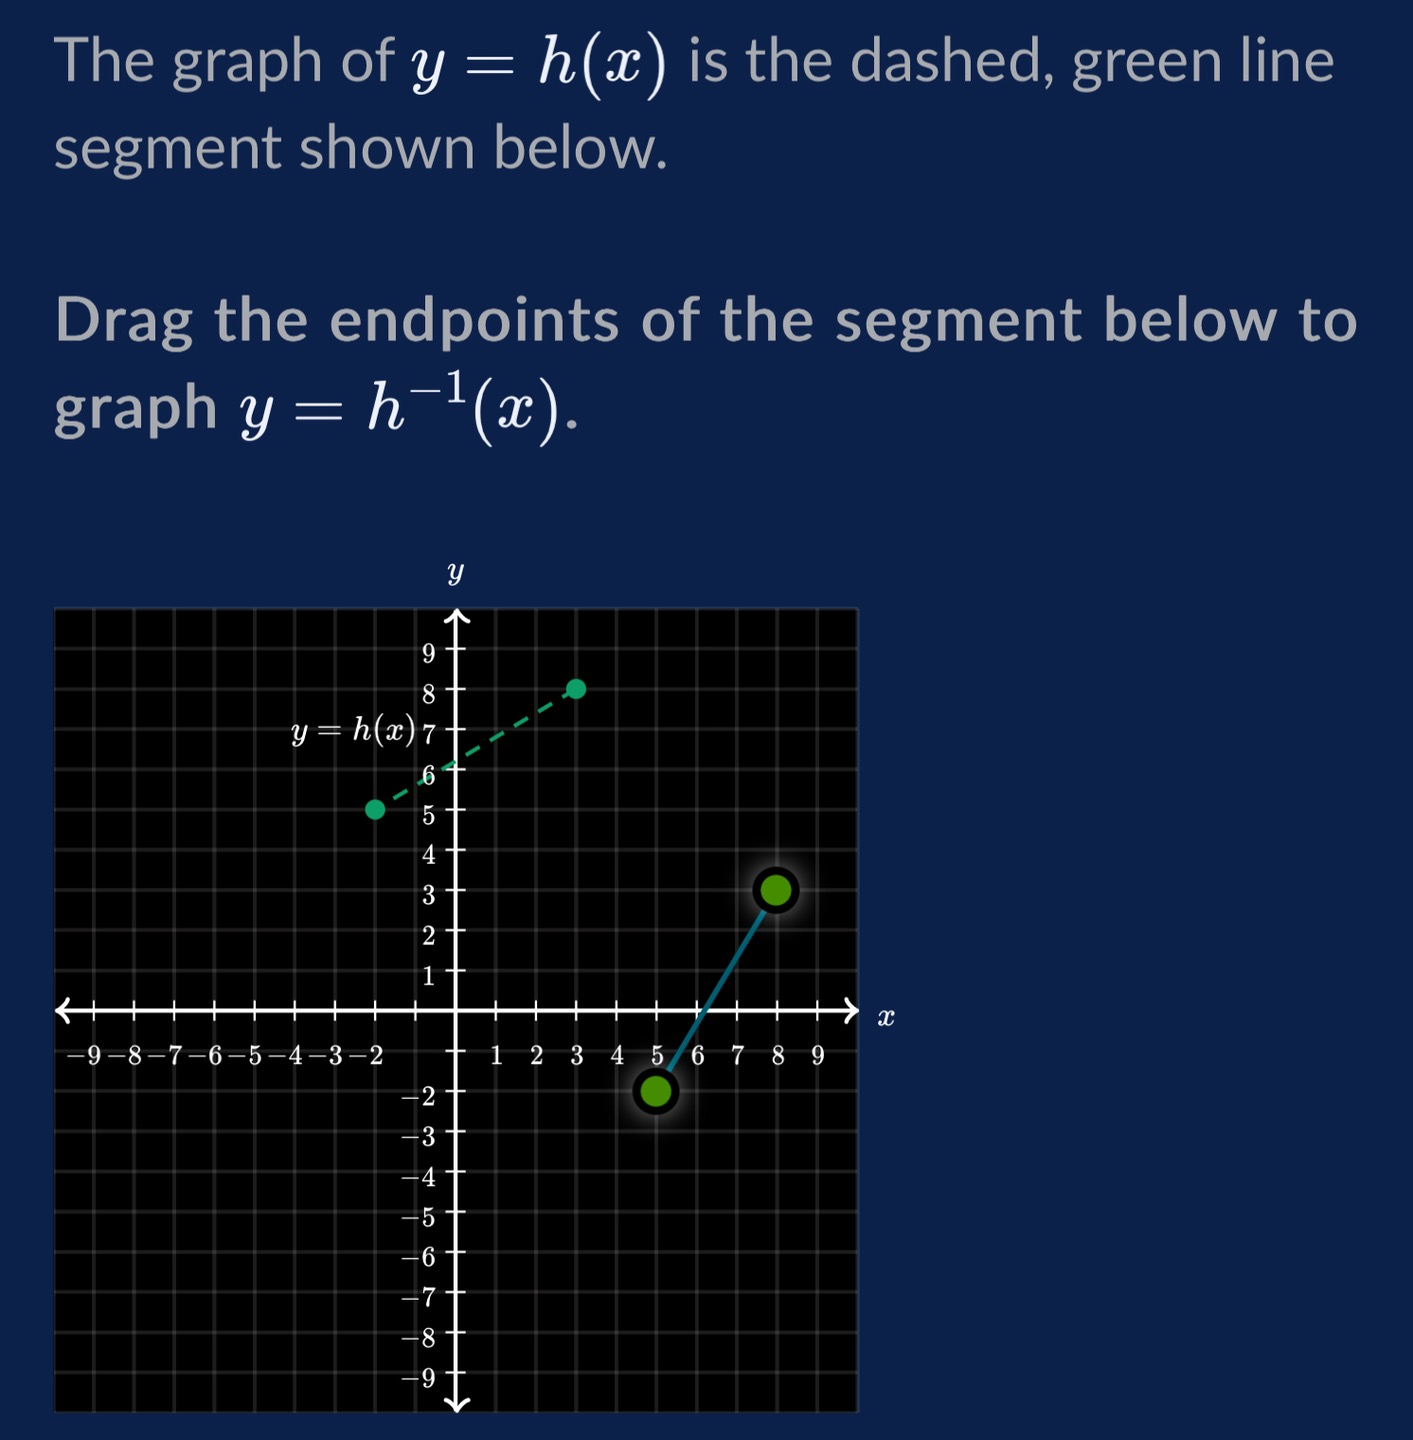 The graph of y = h(x) is the dashed, green line
segment shown below.
Drag the endpoints of the segment below to
graph y = h⁻¹(x).
y
9
8
y = h(x) 7
6
5
4
3
2
1
x
−9 −8 −7 −6 −5 −4 −3 −2 1 2 3 4 5 6 7 8 9
−2
−3
−4
−5
−6
−7
−8
−9